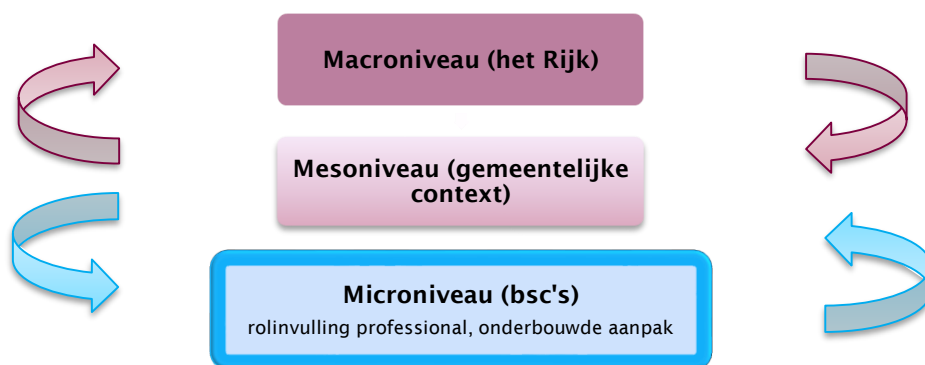 Macroniveau (het Rijk)
Mesoniveau (gemeentelijke
context)
Microniveau (bsc's)
rolinvulling professional, onderbouwde aanpak